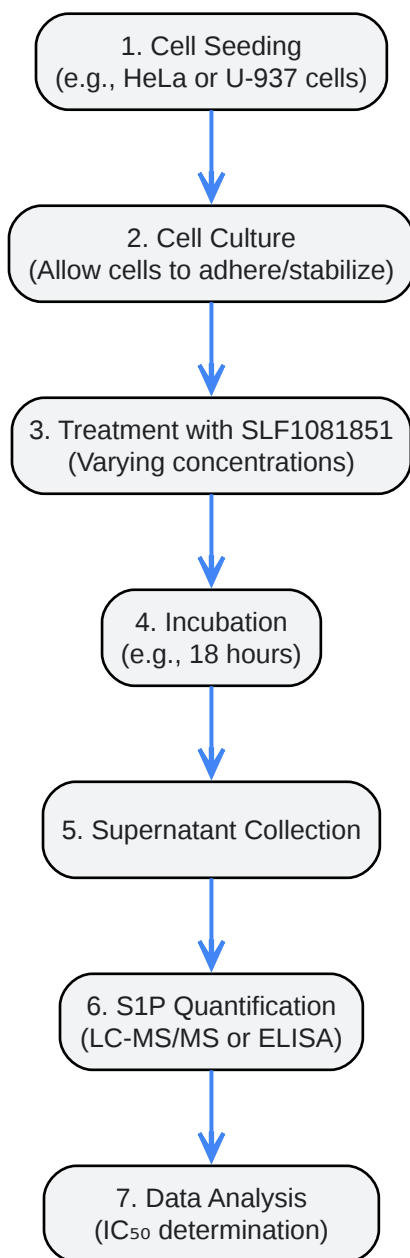 1. Cell Seeding
(e.g., HeLa or U-937 cells)
2. Cell Culture
(Allow cells to adhere/stabilize)
3. Treatment with SLF1081851
(Varying concentrations)
4. Incubation
(e.g., 18 hours)
5. Supernatant Collection
6. S1P Quantification
(LC-MS/MS or ELISA)
7. Data Analysis
(IC₅₀ determination)